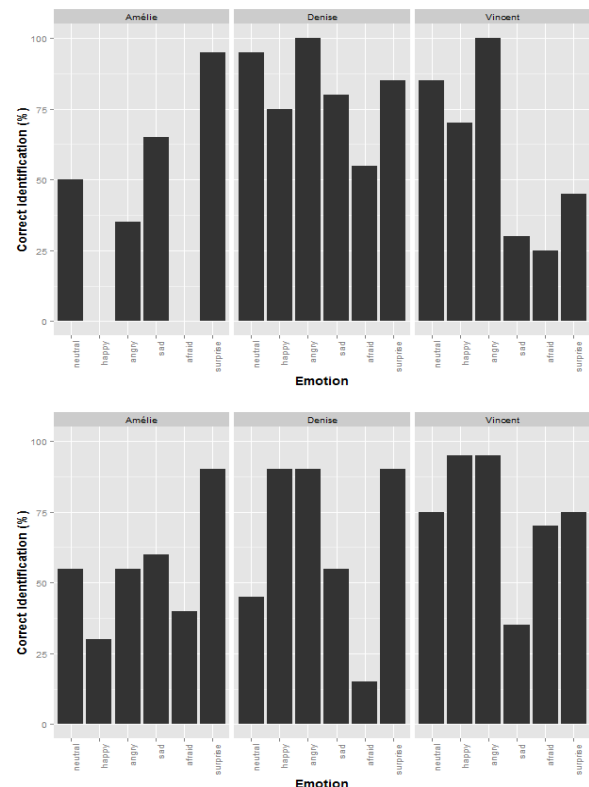 Amélie Denise Vincent
Correct identification (%)
100
75
50
25
0
neutral happy angry sad afraid surprise neutral happy angry sad afraid surprise neutral happy angry sad afraid surprise
Emotion
Amélie Denise Vincent
Correct identification (%)
100
75
50
25
0
neutral happy angry sad afraid surprise neutral happy angry sad afraid surprise neutral happy angry sad afraid surprise
Emotion